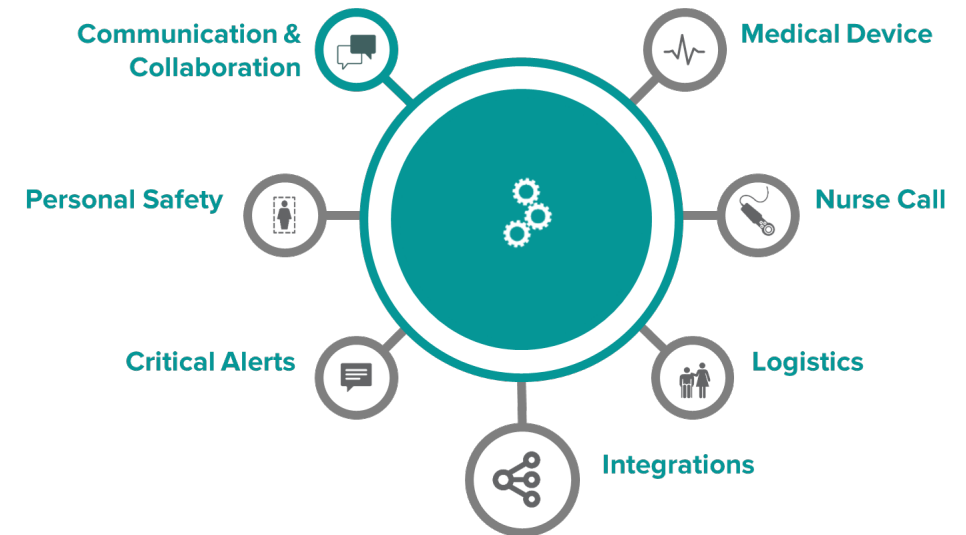 Communication &
Collaboration
Medical Device
Personal Safety
Nurse Call
Critical Alerts
Logistics
Integrations